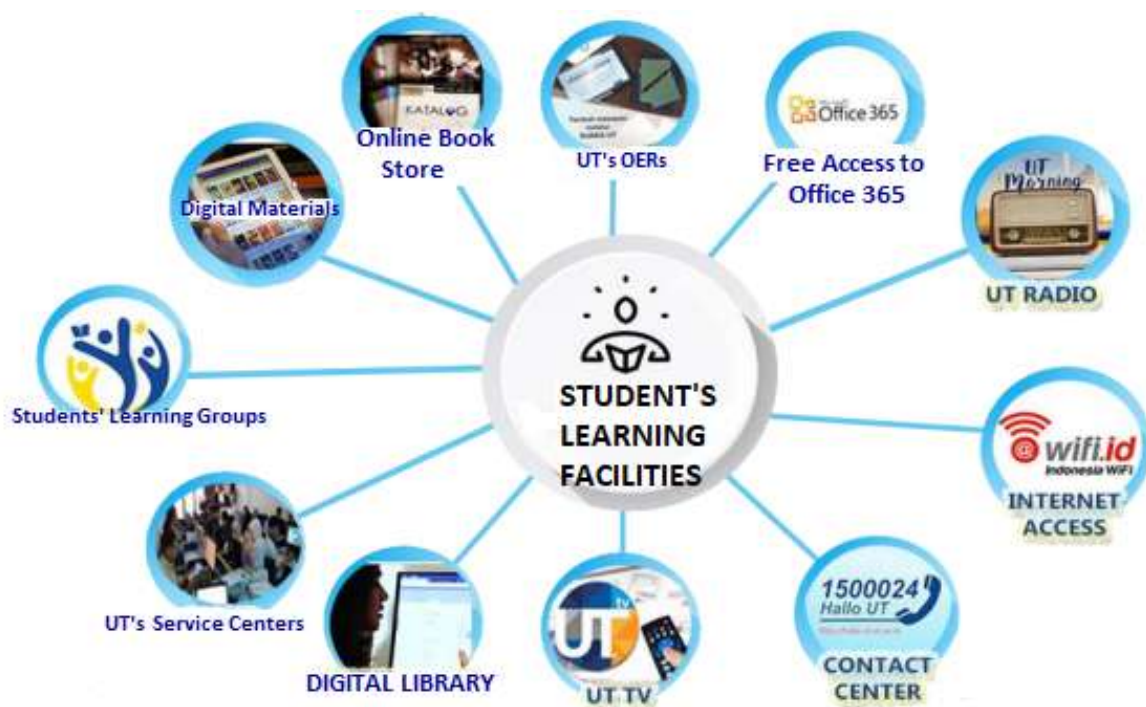 KATALOG
Online Book
Store
UT's OERs
Office 365
Free Access to
Office 365
UT
Morning
UT RADIO
Digital Materials
STUDENT'S
LEARNING
FACILITIES
Students' Learning Groups
@wifi.id
Indonesia WiFi
INTERNET
ACCESS
UT's Service Centers
DIGITAL LIBRARY
UT tv
UT TV
1500024
Hallo UT
CONTACT
CENTER